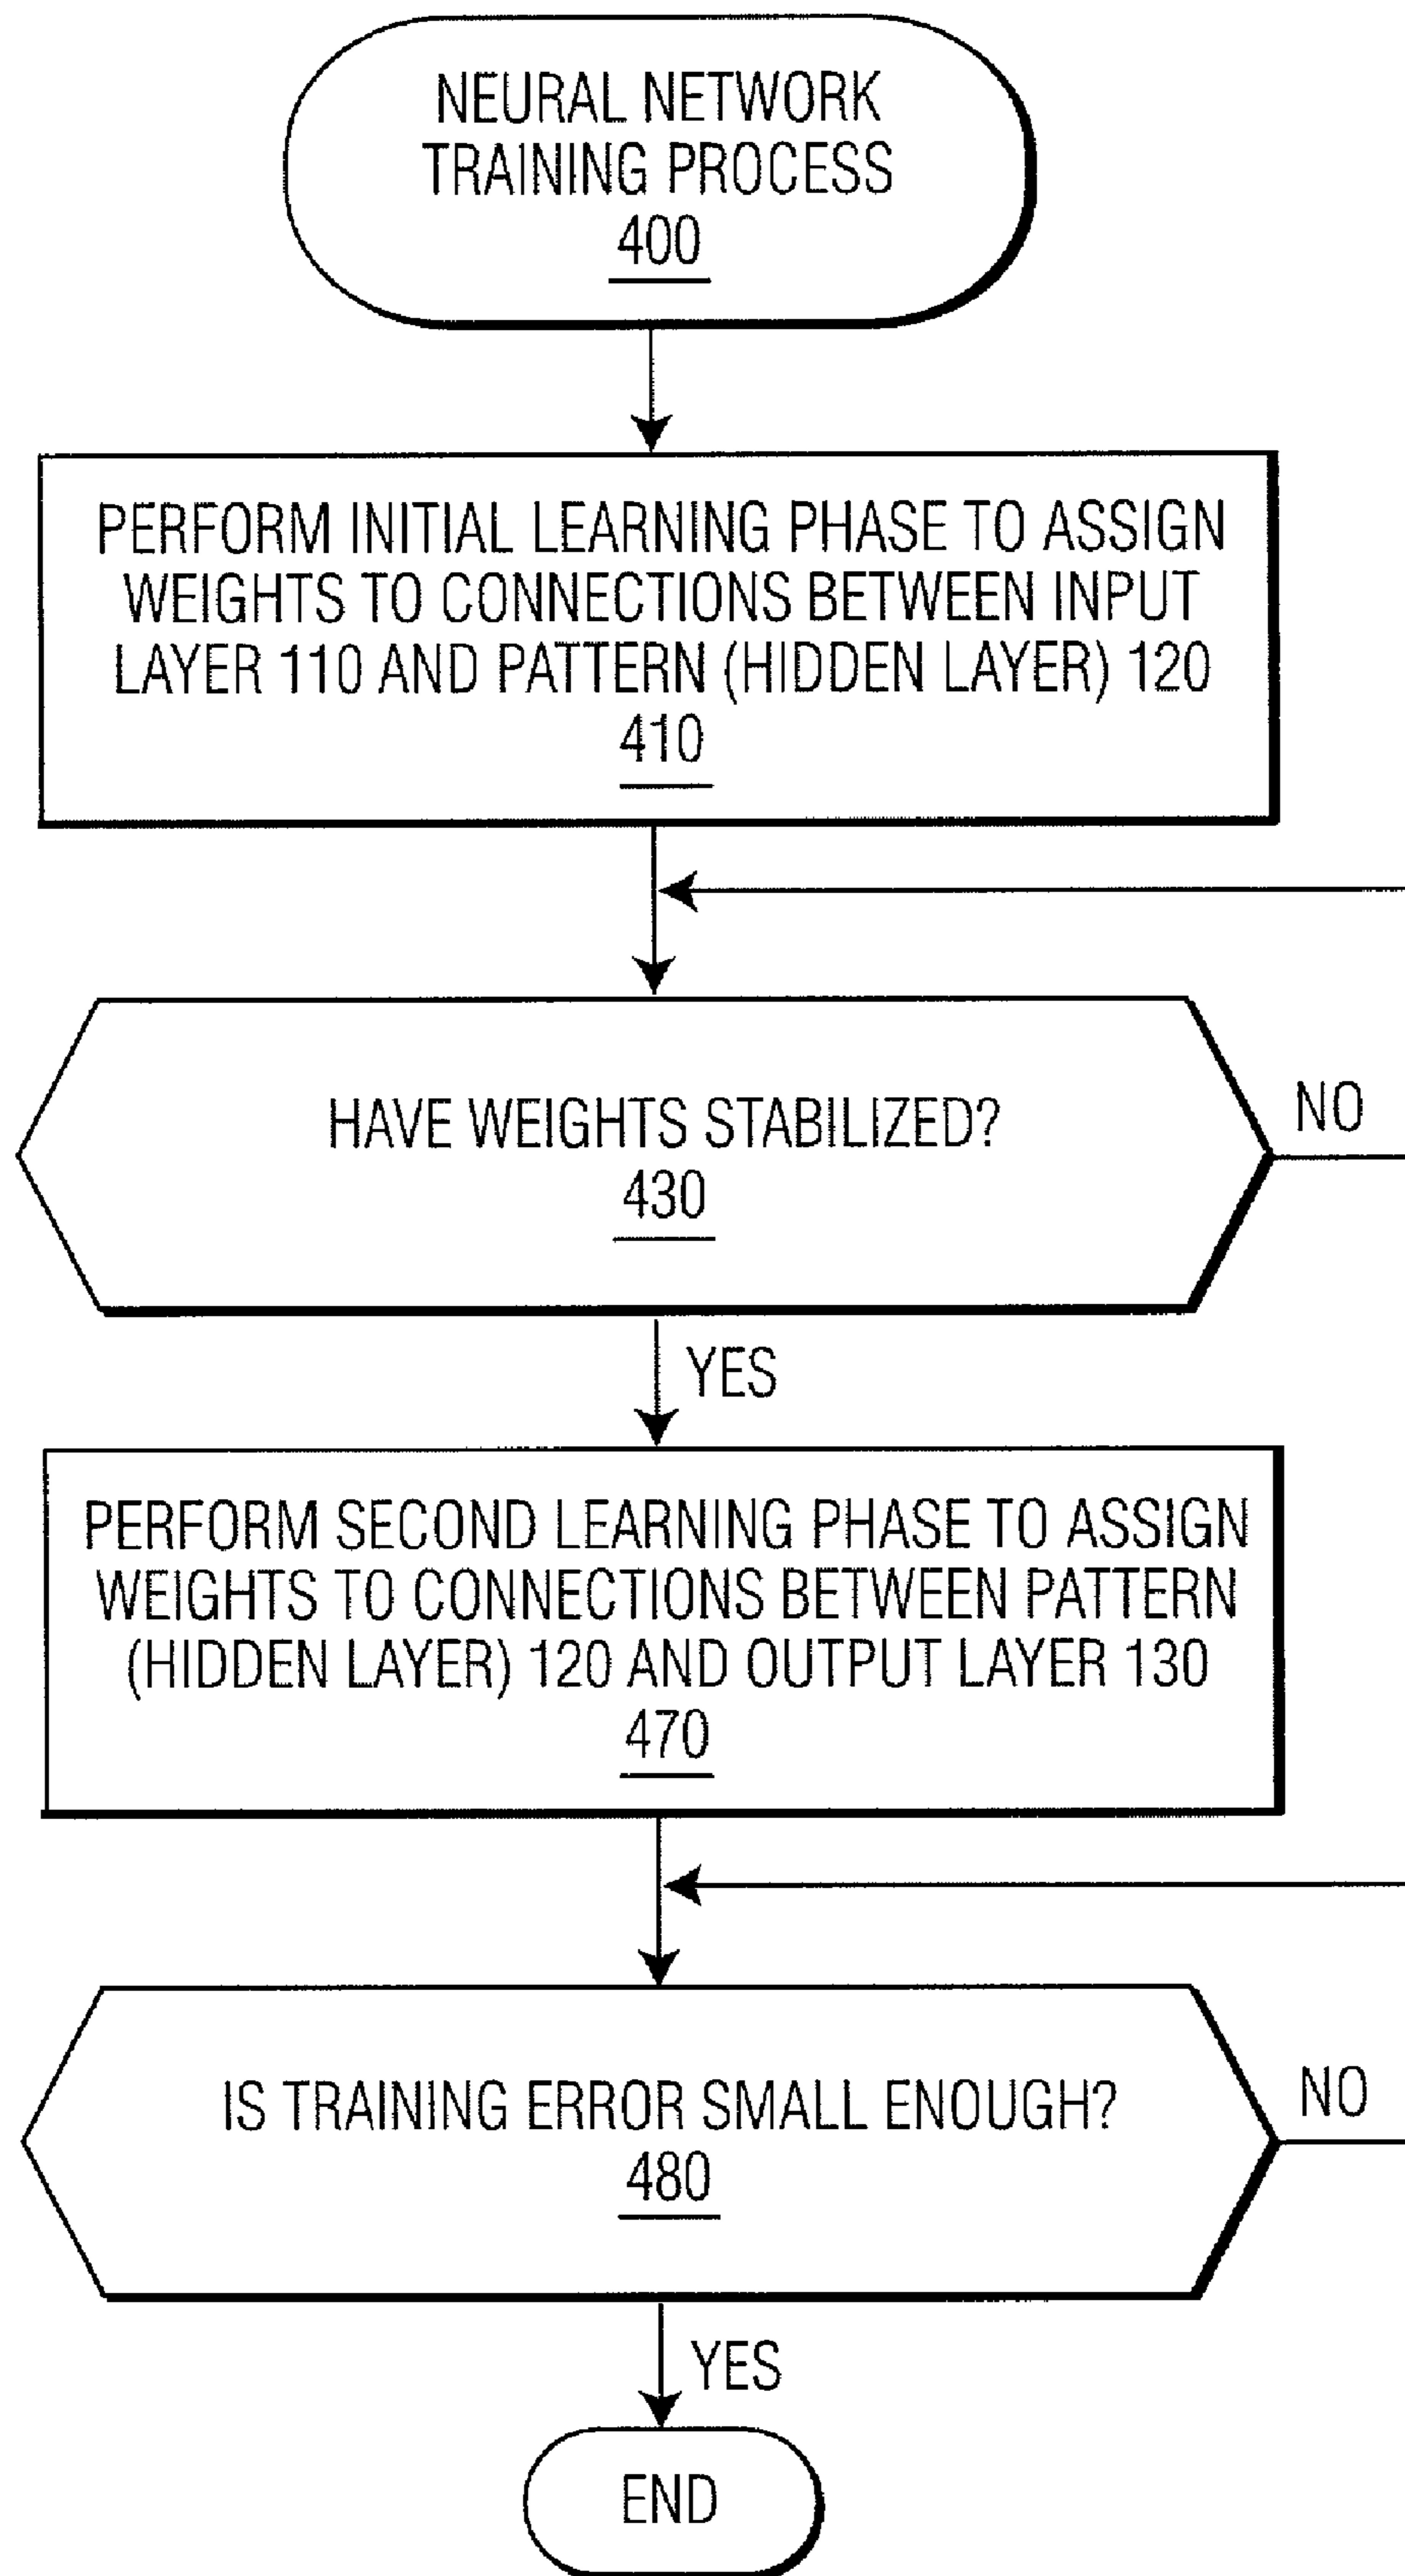 NEURAL NETWORK
TRAINING PROCESS
400
PERFORM INITIAL LEARNING PHASE TO ASSIGN
WEIGHTS TO CONNECTIONS BETWEEN INPUT
LAYER 110 AND PATTERN (HIDDEN LAYER) 120
410
HAVE WEIGHTS STABILIZED?
430
NO
YES
PERFORM SECOND LEARNING PHASE TO ASSIGN
WEIGHTS TO CONNECTIONS BETWEEN PATTERN
(HIDDEN LAYER) 120 AND OUTPUT LAYER 130
470
IS TRAINING ERROR SMALL ENOUGH?
480
NO
YES
END